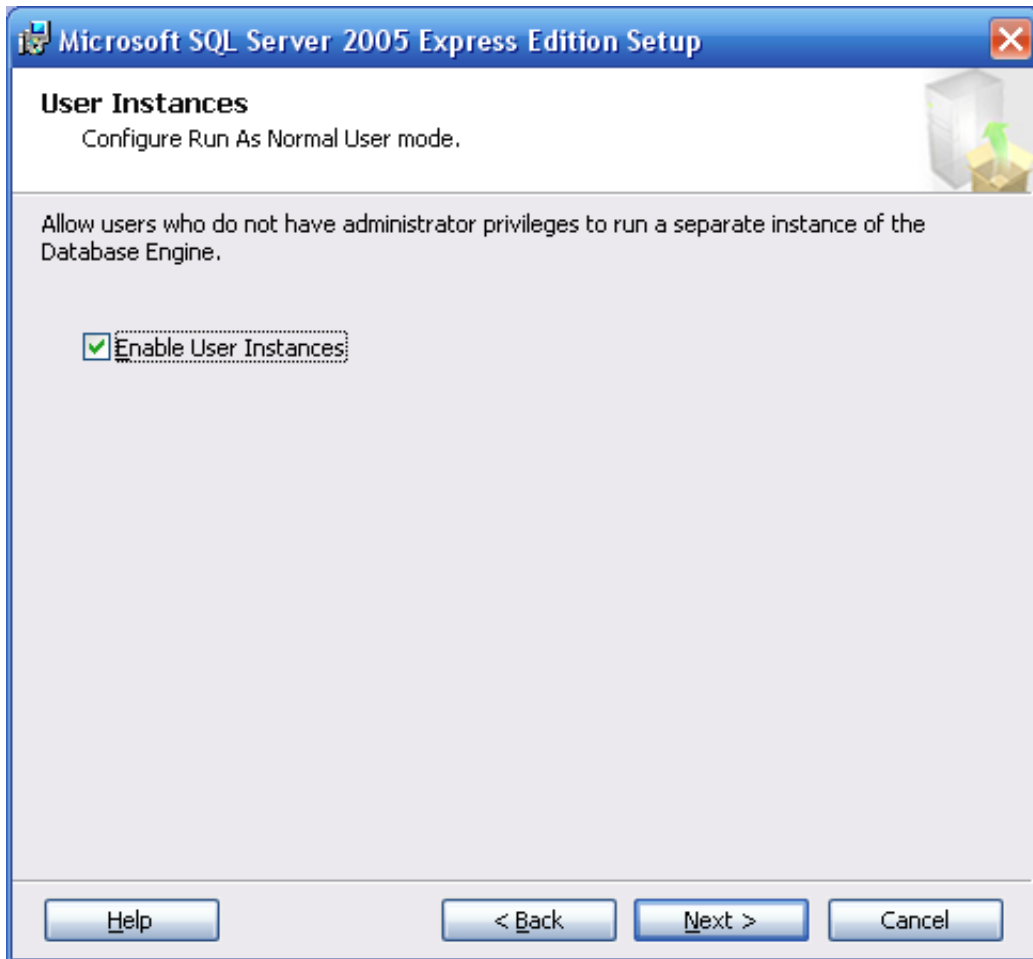 Microsoft SQL Server 2005 Express Edition Setup
User Instances
Configure Run As Normal User mode.
Allow users who do not have administrator privileges to run a separate instance of the
Database Engine.
Enable User Instances
Help
< Back
Next >
Cancel